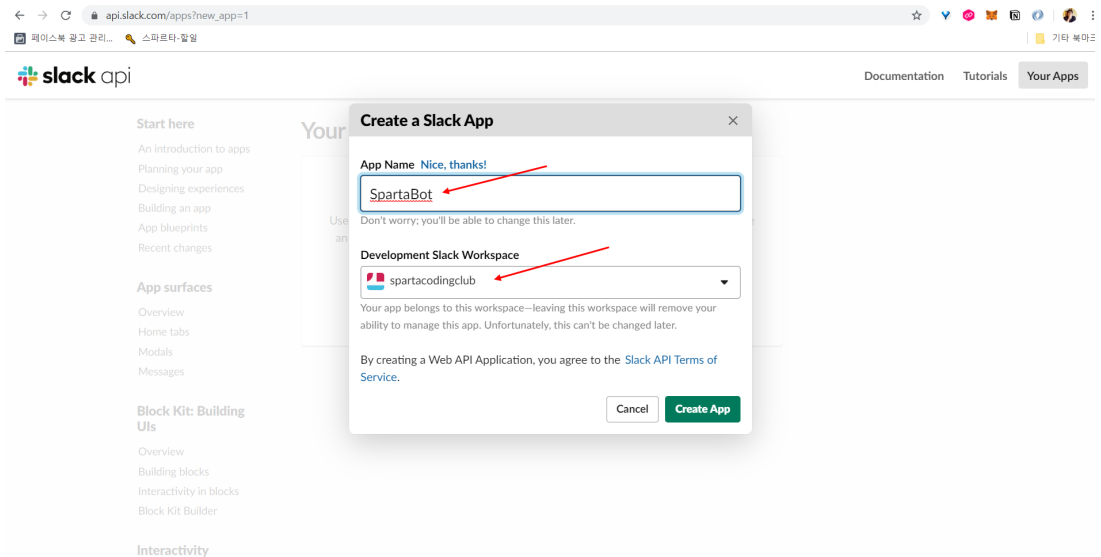 api.slack.com/apps?new_app=1
페이스북 광고 관리... 스파르타-할일 기타 북마크
slack api Documentation Tutorials Your Apps
Start here
An introduction to apps
Planning your app
Designing experiences
Building an app
App blueprints
Recent changes
App surfaces
Overview
Home tabs
Modals
Messages
Block Kit: Building
UIs
Overview
Building blocks
Interactivity in blocks
Block Kit Builder
Interactivity
Your
Use
an
Create a Slack App
App Name Nice, thanks!
SpartaBot
Don't worry; you'll be able to change this later.
Development Slack Workspace
spartacodingclub
Your app belongs to this workspace—leaving this workspace will remove your
ability to manage this app. Unfortunately, this can't be changed later.
By creating a Web API Application, you agree to the Slack API Terms of
Service.
Cancel Create App